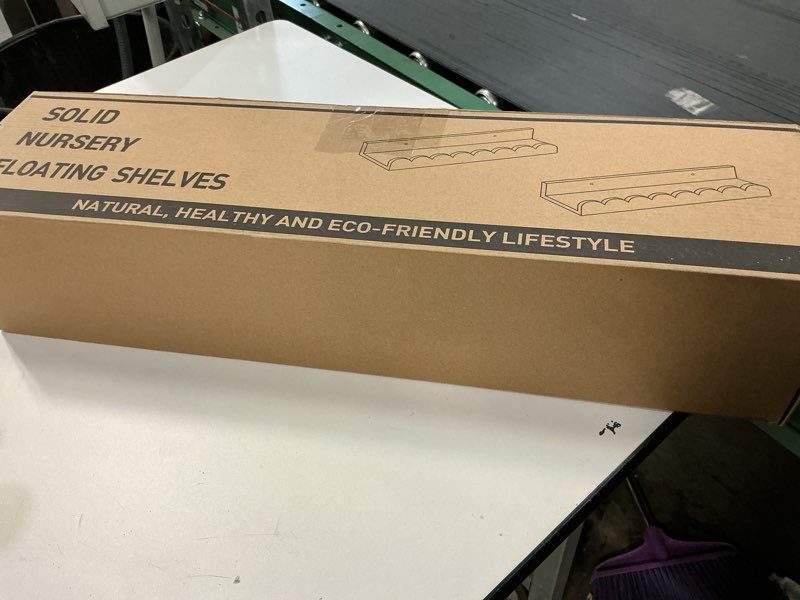 SOLID
NURSERY
FLOATING SHELVES
NATURAL, HEALTHY AND ECO-FRIENDLY LIFESTYLE